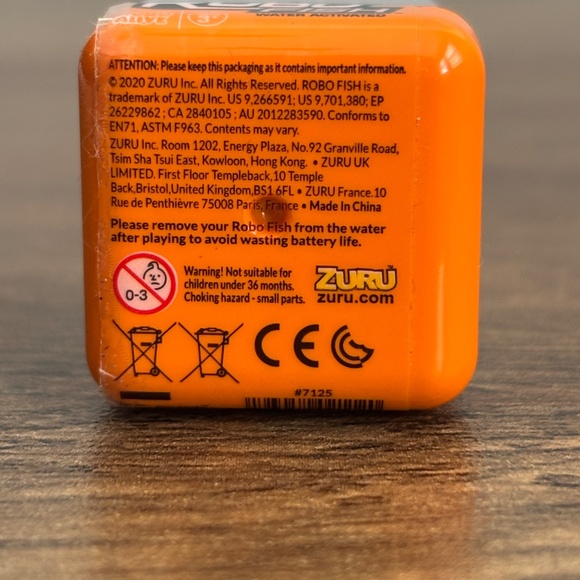 ROBO
ALIVE 3+
WATER ACTIVATED
ATTENTION: Please keep this packaging as it contains important information.
© 2020 ZURU Inc. All Rights Reserved. ROBO FISH is a
trademark of ZURU Inc. US 9,266591; US 9,701,380; EP
26229862 ; CA 2840105 ; AU 2012283590. Conforms to
EN71, ASTM F963. Contents may vary.
ZURU Inc. Room 1202, Energy Plaza, No.92 Granville Road,
Tsim Sha Tsui East, Kowloon, Hong Kong. • ZURU UK
LIMITED. First Floor Templeback,10 Temple
Back,Bristol,United Kingdom,BS1 6FL • ZURU France.10
Rue de Penthièvre 75008 Paris, France • Made In China
Please remove your Robo Fish from the water
after playing to avoid wasting battery life.
0-3
Warning! Not suitable for
children under 36 months.
Choking hazard - small parts.
ZURU™
zuru.com
CE
#7125